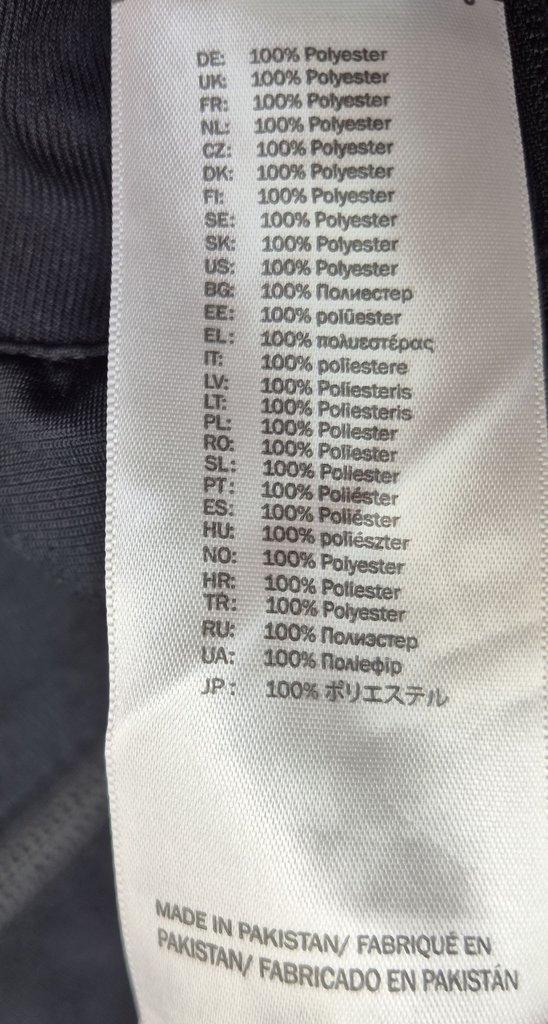 DE: 100% Polyester
UK: 100% Polyester
FR: 100% Polyester
NL: 100% Polyester
CZ: 100% Polyester
DK: 100% Polyester
FI: 100% Polyester
SE: 100% Polyester
SK: 100% Polyester
US: 100% Polyester
BG: 100% Полиестер
EE: 100% polüester
EL: 100% πολυεστέρας
IT: 100% poliestere
LV: 100% Poliesteris
LT: 100% Poliesteris
PL: 100% Poliester
RO: 100% Poliester
SL: 100% Poliester
PT: 100% Poliéster
ES: 100% Poliéster
HU: 100% poliészter
NO: 100% Polyester
HR: 100% Poliester
TR: 100% Polyester
RU: 100% Полиэстер
UA: 100% Поліефір
JP : 100% ポリエステル
MADE IN PAKISTAN/ FABRIQUÉ EN
PAKISTAN/ FABRICADO EN PAKISTÁN